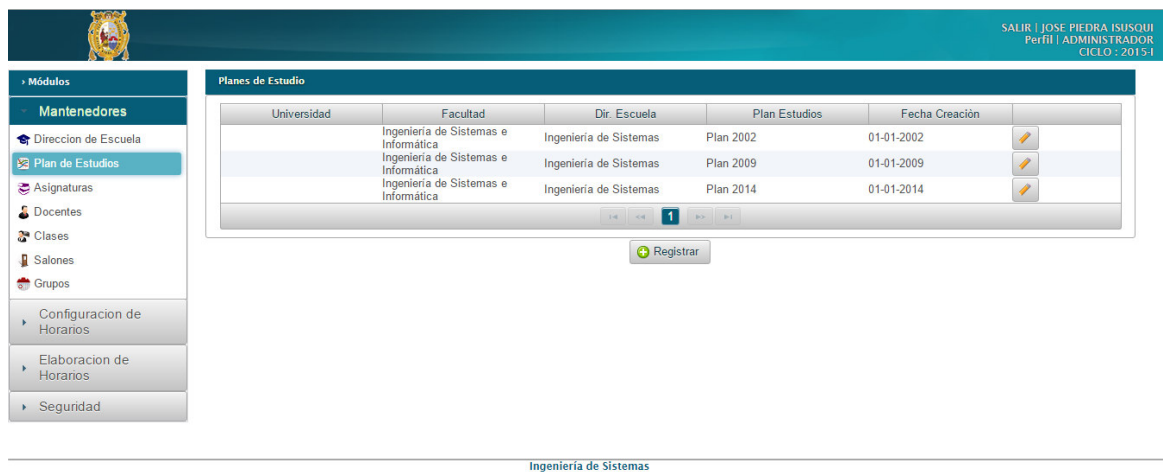 SALIR | JOSE PIEDRA ISUSQUI
Perfil | ADMINISTRADOR
CICLO : 2015-I
› Módulos
Mantenedores
Direccion de Escuela
Plan de Estudios
Asignaturas
Docentes
Clases
Salones
Grupos
Configuracion de
Horarios
Elaboracion de
Horarios
Seguridad
Planes de Estudio
Universidad Facultad Dir. Escuela Plan Estudios Fecha Creación
Ingeniería de Sistemas e
Informática Ingeniería de Sistemas Plan 2002 01-01-2002
Ingeniería de Sistemas e
Informática Ingeniería de Sistemas Plan 2009 01-01-2009
Ingeniería de Sistemas e
Informática Ingeniería de Sistemas Plan 2014 01-01-2014
1
Registrar
Ingeniería de Sistemas